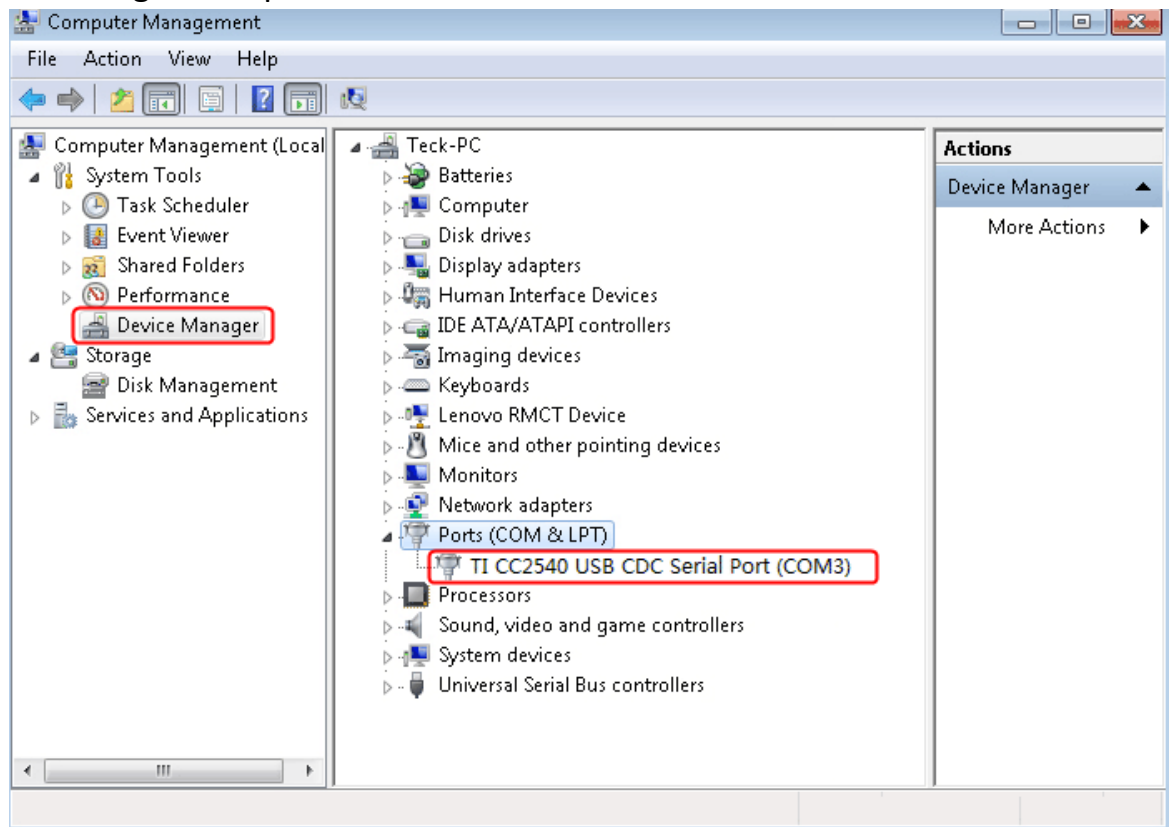 Computer Management
File Action View Help
Computer Management (Local
System Tools
Task Scheduler
Event Viewer
Shared Folders
Performance
Device Manager
Storage
Disk Management
Services and Applications
Teck-PC
Batteries
Computer
Disk drives
Display adapters
Human Interface Devices
IDE ATA/ATAPI controllers
Imaging devices
Keyboards
Lenovo RMCT Device
Mice and other pointing devices
Monitors
Network adapters
Ports (COM & LPT)
TI CC2540 USB CDC Serial Port (COM3)
Processors
Sound, video and game controllers
System devices
Universal Serial Bus controllers
Actions
Device Manager
More Actions